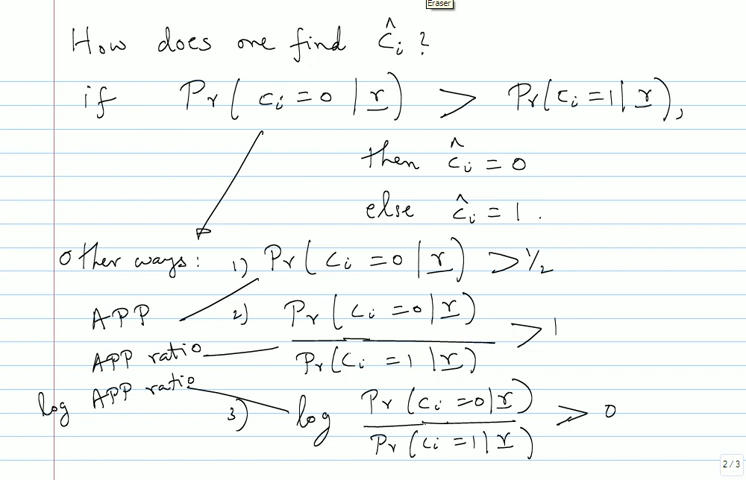 Eraser
How does one find ĉᵢ?
if Pr(cᵢ=0|r) > Pr(cᵢ=1|r),
then ĉᵢ=0
else ĉᵢ=1.
Other ways: 1) Pr(cᵢ=0|r) > 1/2
APP 2) Pr(cᵢ=0|r)
> 1
APP ratio Pr(cᵢ=1|r)
log APP ratio
3) log Pr(cᵢ=0|r) > 0
Pr(cᵢ=1|r)
2/3